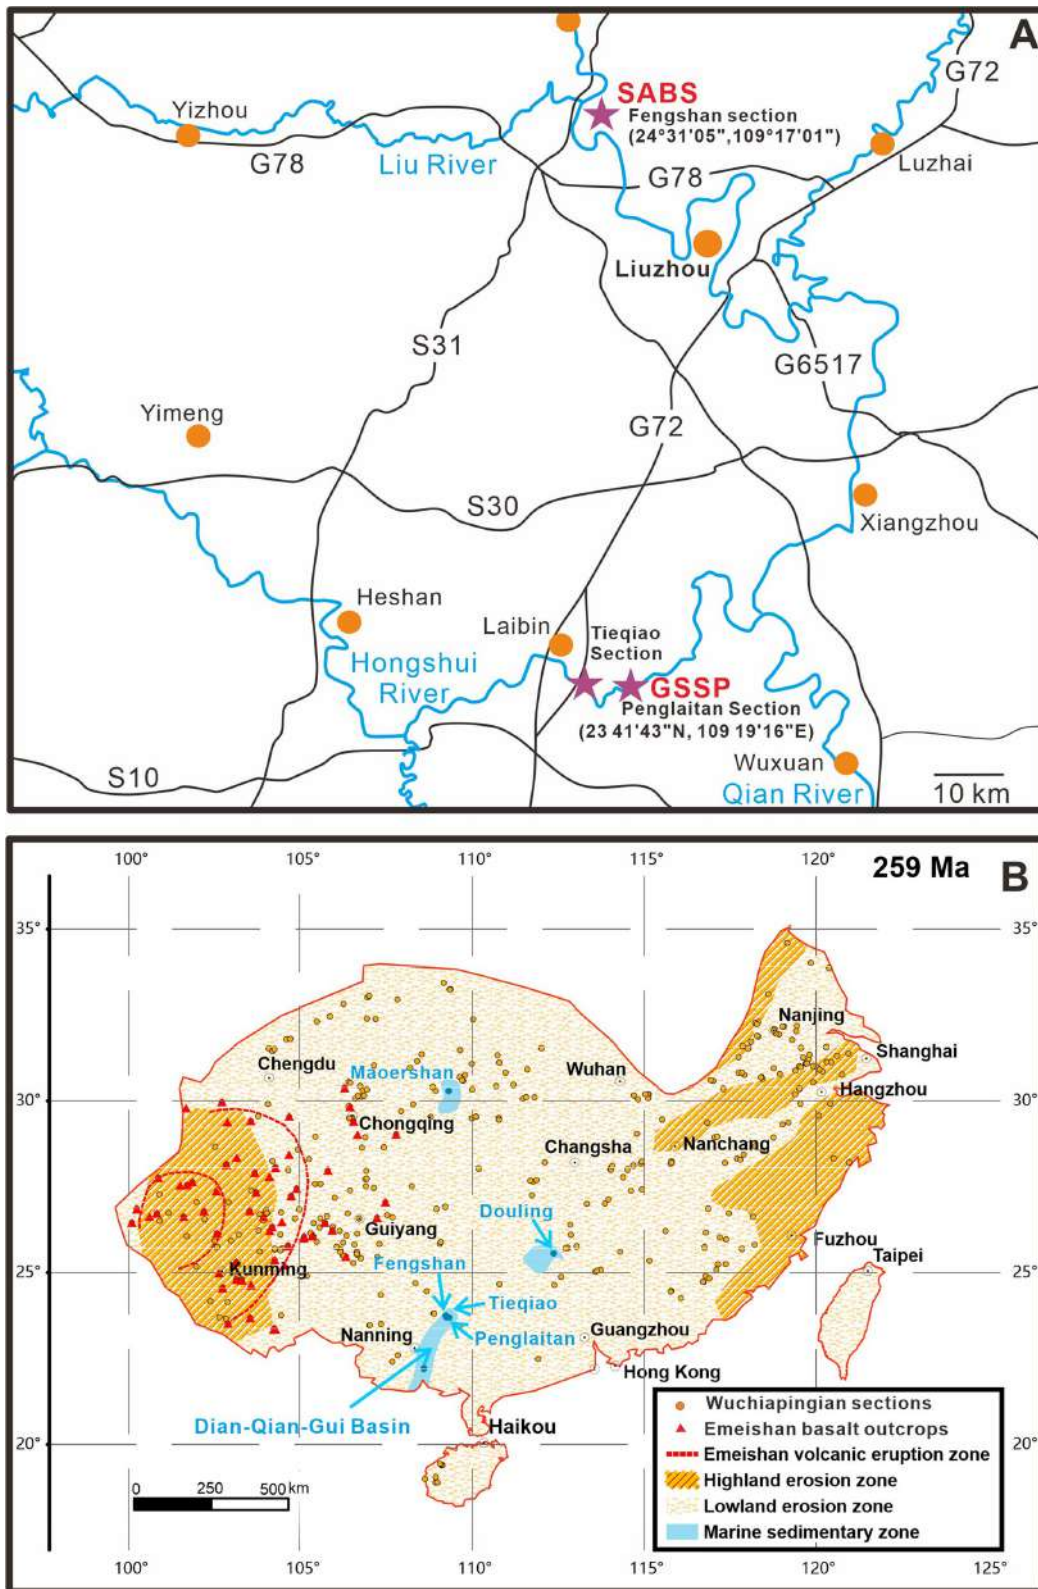 A
G72
SABS
Fengshan section
(24°31'05",109°17'01")
Yizhou
G78
Liu River
G78
Luzhai
Liuzhou
S31
G6517
Yimeng
G72
S30
Xiangzhou
Heshan
Laibin
Tieqiao
Section
Hongshui
River
GSSP
Penglaitan Section
(23 41'43"N, 109 19'16"E)
Wuxuan
S10
Qian River
10 km
100° 105° 110° 115° 120°
259 Ma
B
35° 35°
Nanjing
Shanghai
Chengdu
Wuhan
Maoershan
Hangzhou
30° 30°
Chongqing
Changsha
Nanchang
Douling
Guiyang
Fuzhou
Taipei
Fengshan
Kunming
25° 25°
Tieqiao
Nanning
Penglaitan
Guangzhou
Hong Kong
Dian-Qian-Gui Basin
Haikou
20° 20°
Wuchiapingian sections
Emeishan basalt outcrops
Emeishan volcanic eruption zone
Highland erosion zone
Lowland erosion zone
Marine sedimentary zone
0 250 500 km
100° 105° 110° 115° 120° 125°